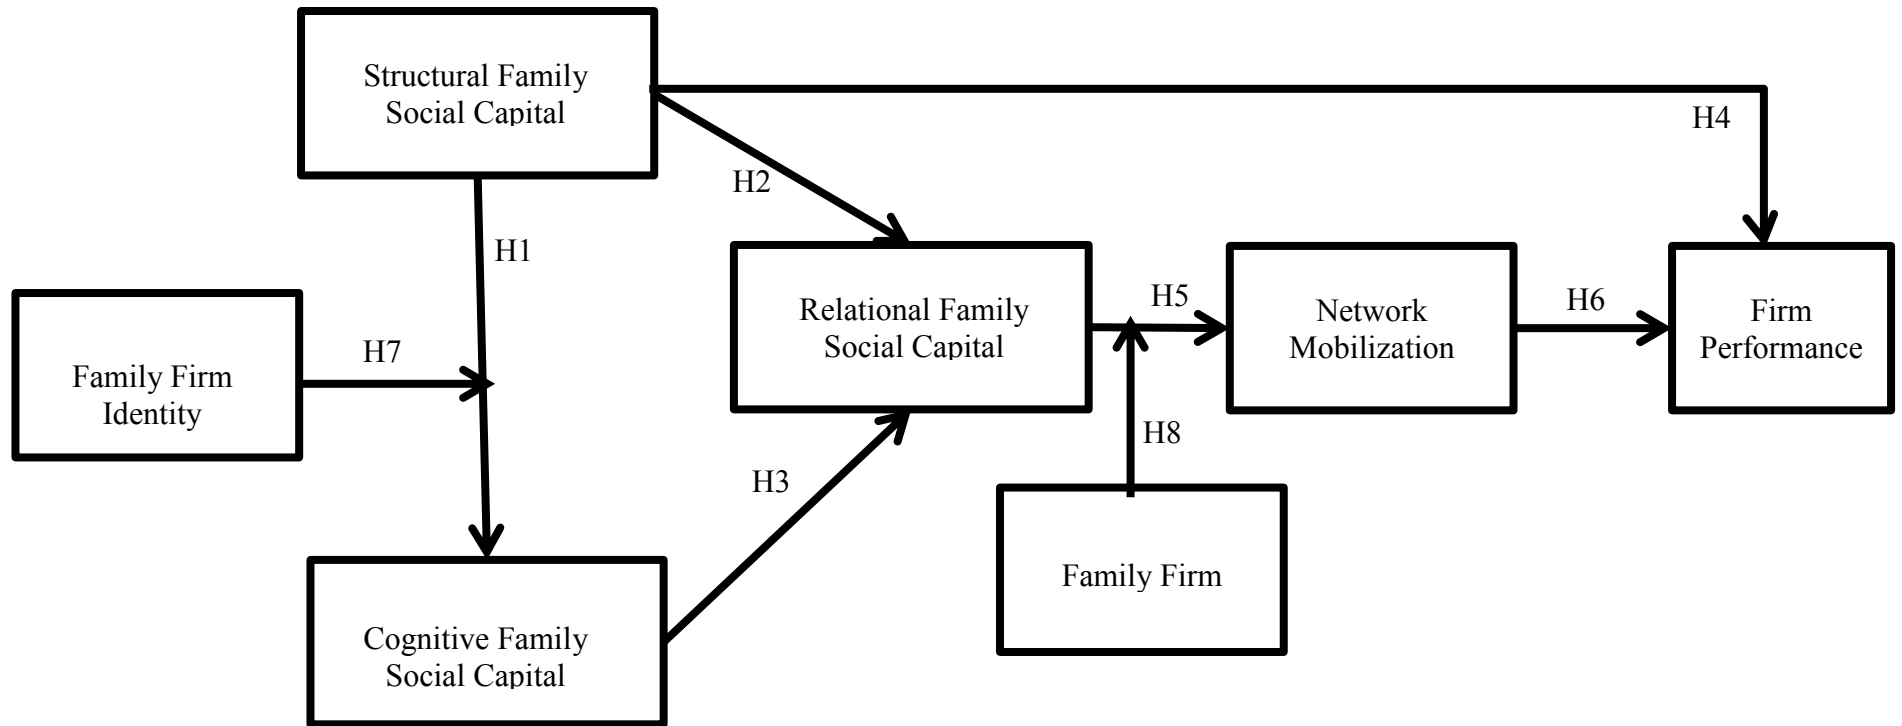 Structural Family
Social Capital
H4
H2
H1
Relational Family
Social Capital
H5
Network
Mobilization
H6
Firm
Performance
H7
Family Firm
Identity
H8
H3
Family Firm
Cognitive Family
Social Capital